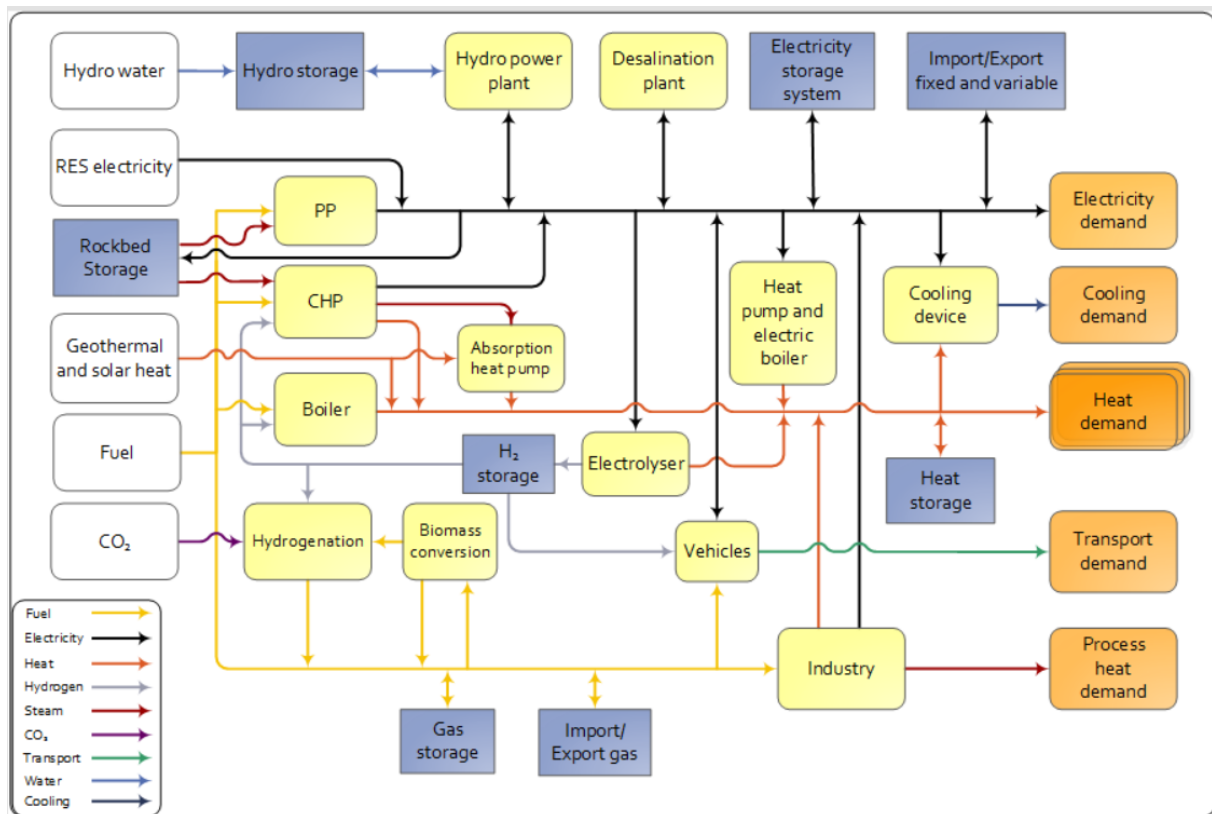 Hydro water
Hydro storage
Hydro power
plant
Desalination
plant
Electricity
storage
system
Import/Export
fixed and variable
RES electricity
PP
Electricity
demand
Rockbed
Storage
CHP
Heat
pump and
electric
boiler
Cooling
device
Cooling
demand
Geothermal
and solar heat
Absorption
heat pump
Boiler
Heat
demand
Fuel
H₂
storage
Electrolyser
Heat
storage
CO₂
Hydrogenation
Biomass
conversion
Vehicles
Transport
demand
Fuel
Electricity
Heat
Hydrogen
Steam
CO₂
Transport
Water
Cooling
Industry
Process
heat
demand
Gas
storage
Import/
Export gas